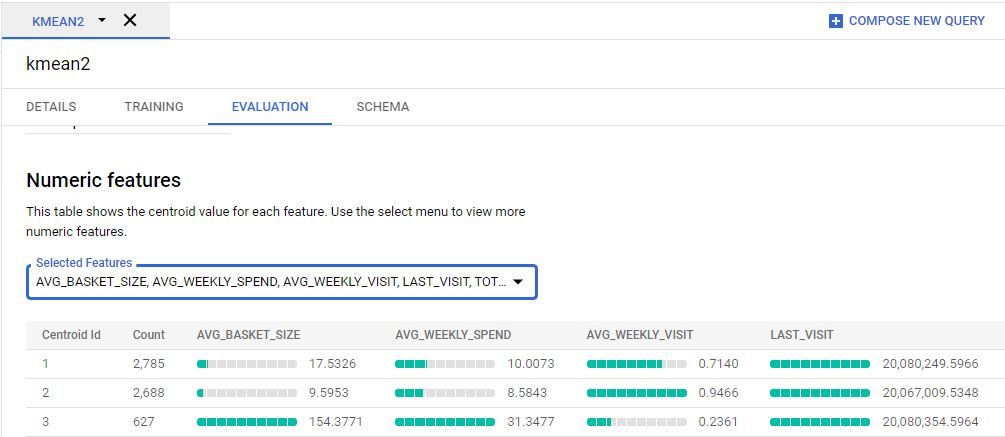 KMEAN2
COMPOSE NEW QUERY
kmean2
DETAILS TRAINING EVALUATION SCHEMA
Numeric features
This table shows the centroid value for each feature. Use the select menu to view more
numeric features.
Selected Features
AVG_BASKET_SIZE, AVG_WEEKLY_SPEND, AVG_WEEKLY_VISIT, LAST_VISIT, TOT...
Centroid Id Count AVG_BASKET_SIZE AVG_WEEKLY_SPEND AVG_WEEKLY_VISIT LAST_VISIT
1 2,785 17.5326 10.0073 0.7140 20,080,249.5966
2 2,688 9.5953 8.5843 0.9466 20,067,009.5348
3 627 154.3771 31.3477 0.2361 20,080,354.5964